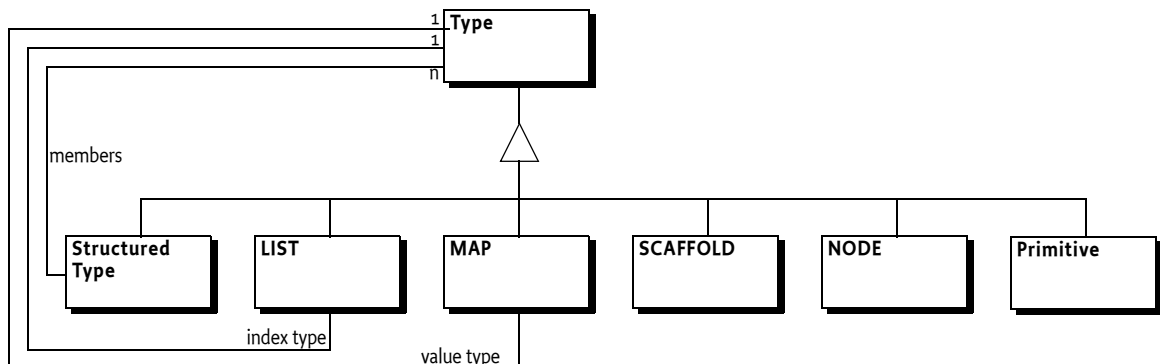 1
Type
1
n
members
Structured
Type
LIST
MAP
SCAFFOLD
NODE
Primitive
index type
value type